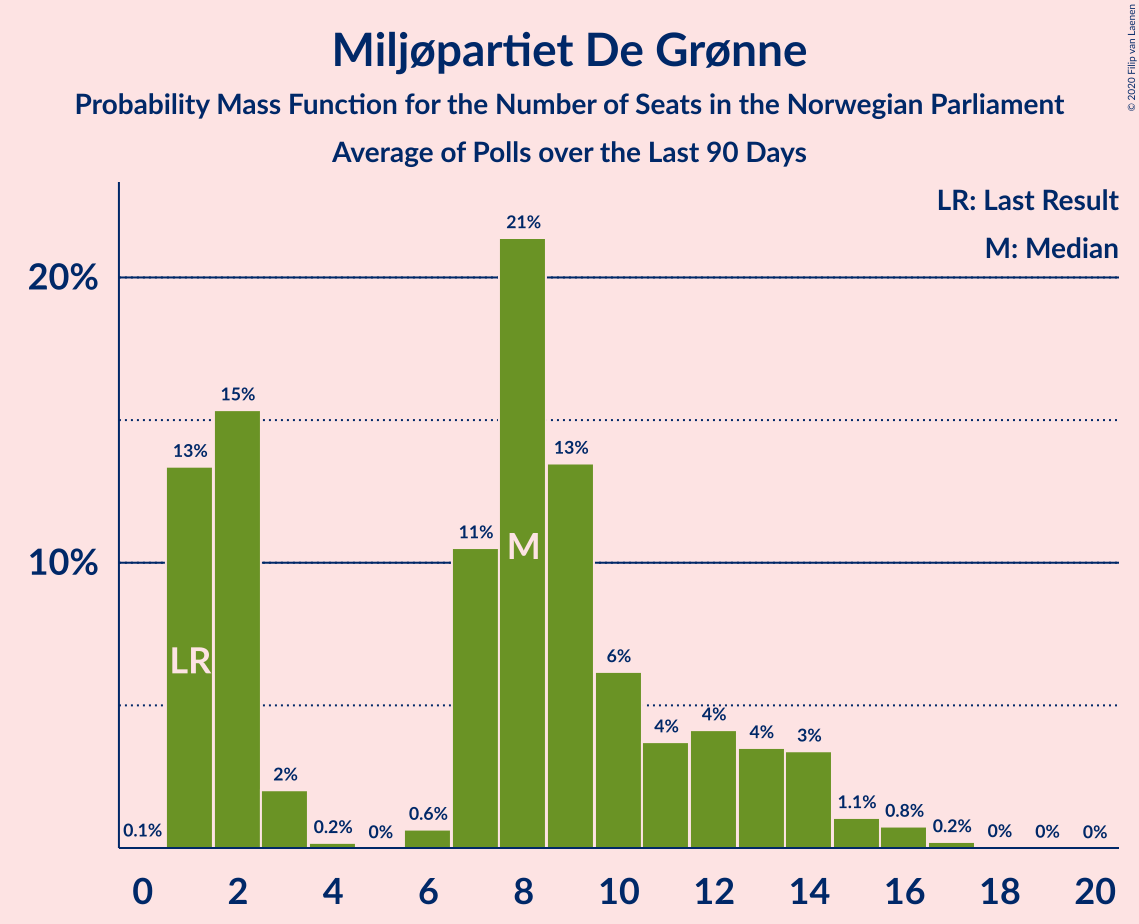 Miljøpartiet De Grønne
Probability Mass Function for the Number of Seats in the Norwegian Parliament
Average of Polls over the Last 90 Days
© 2020 Filip van Laenen
LR: Last Result
M: Median
20%
10%
0.1%
13%
15%
2%
0.2%
0%
0.6%
11%
21%
13%
6%
4%
4%
4%
3%
1.1%
0.8%
0.2%
0%
0%
0%
LR
M
0 2 4 6 8 10 12 14 16 18 20